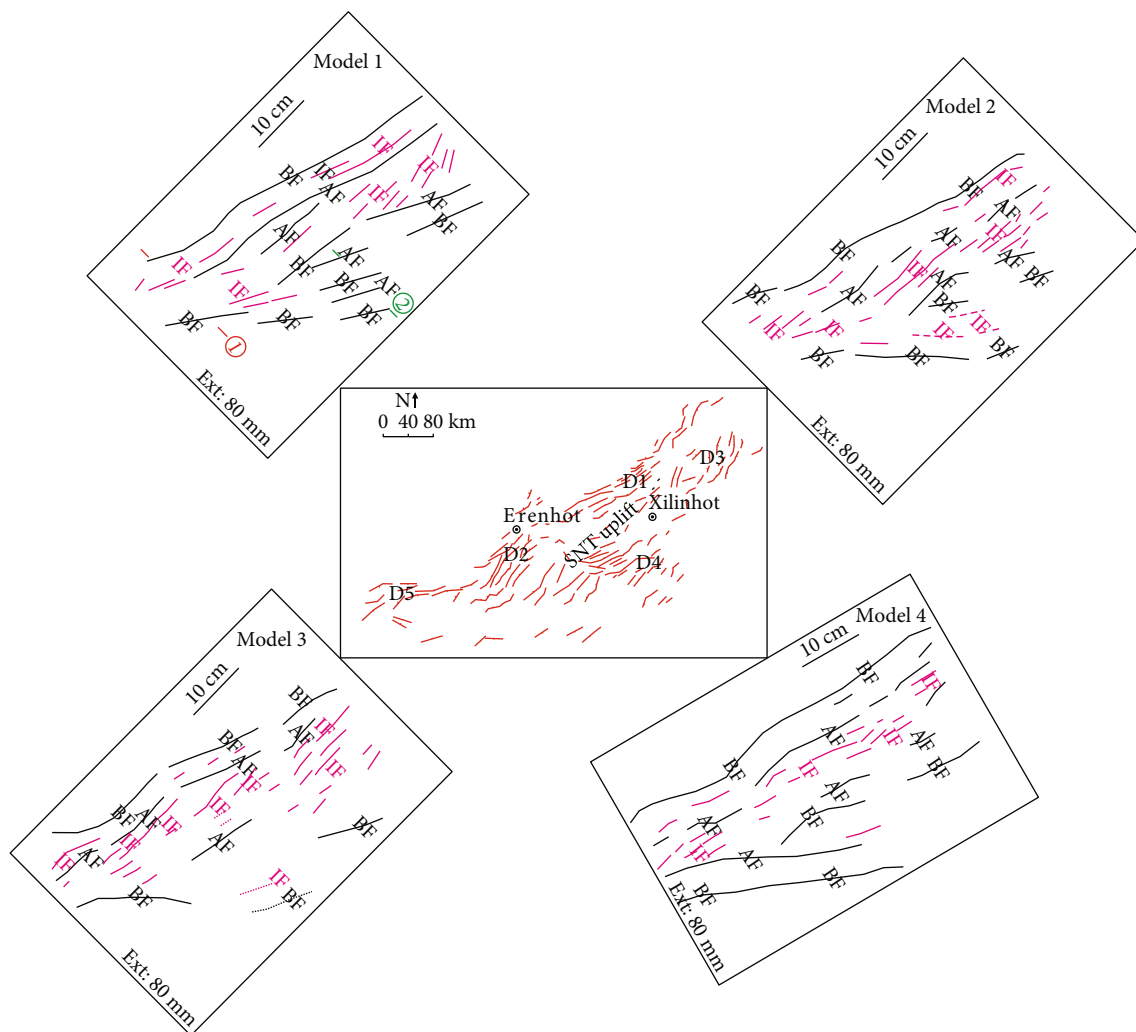 Model 1
10 cm
IF
IF
BF
IF
AF
IF
AF
BF
AF
AF
BF
IF
BF
AF
IF
②
BF
BF
BF
①
Ext: 80 mm
Model 2
10 cm
IF
BF
AF
AF
IF
BF
AF
BF
IF
AF
BF
AF
BF
IF
IF
IF
IF
BF
BF
BF
Ext: 80 mm
N
0 40 80 km
D3
D1
Erenhot
Xilinhot
SNT uplift
D2
D4
D5
Model 3
10 cm
BF
IF
AF
BF
AF
IF
IF
IF
BF
AF
IF
IF
AF
BF
IF
AF
IF
BF
BF
Ext: 80 mm
Model 4
10 cm
BF
IF
AF
IF
AF
BF
IF
BF
AF
BF
AF
IF
AF
BF
BF
Ext: 80 mm